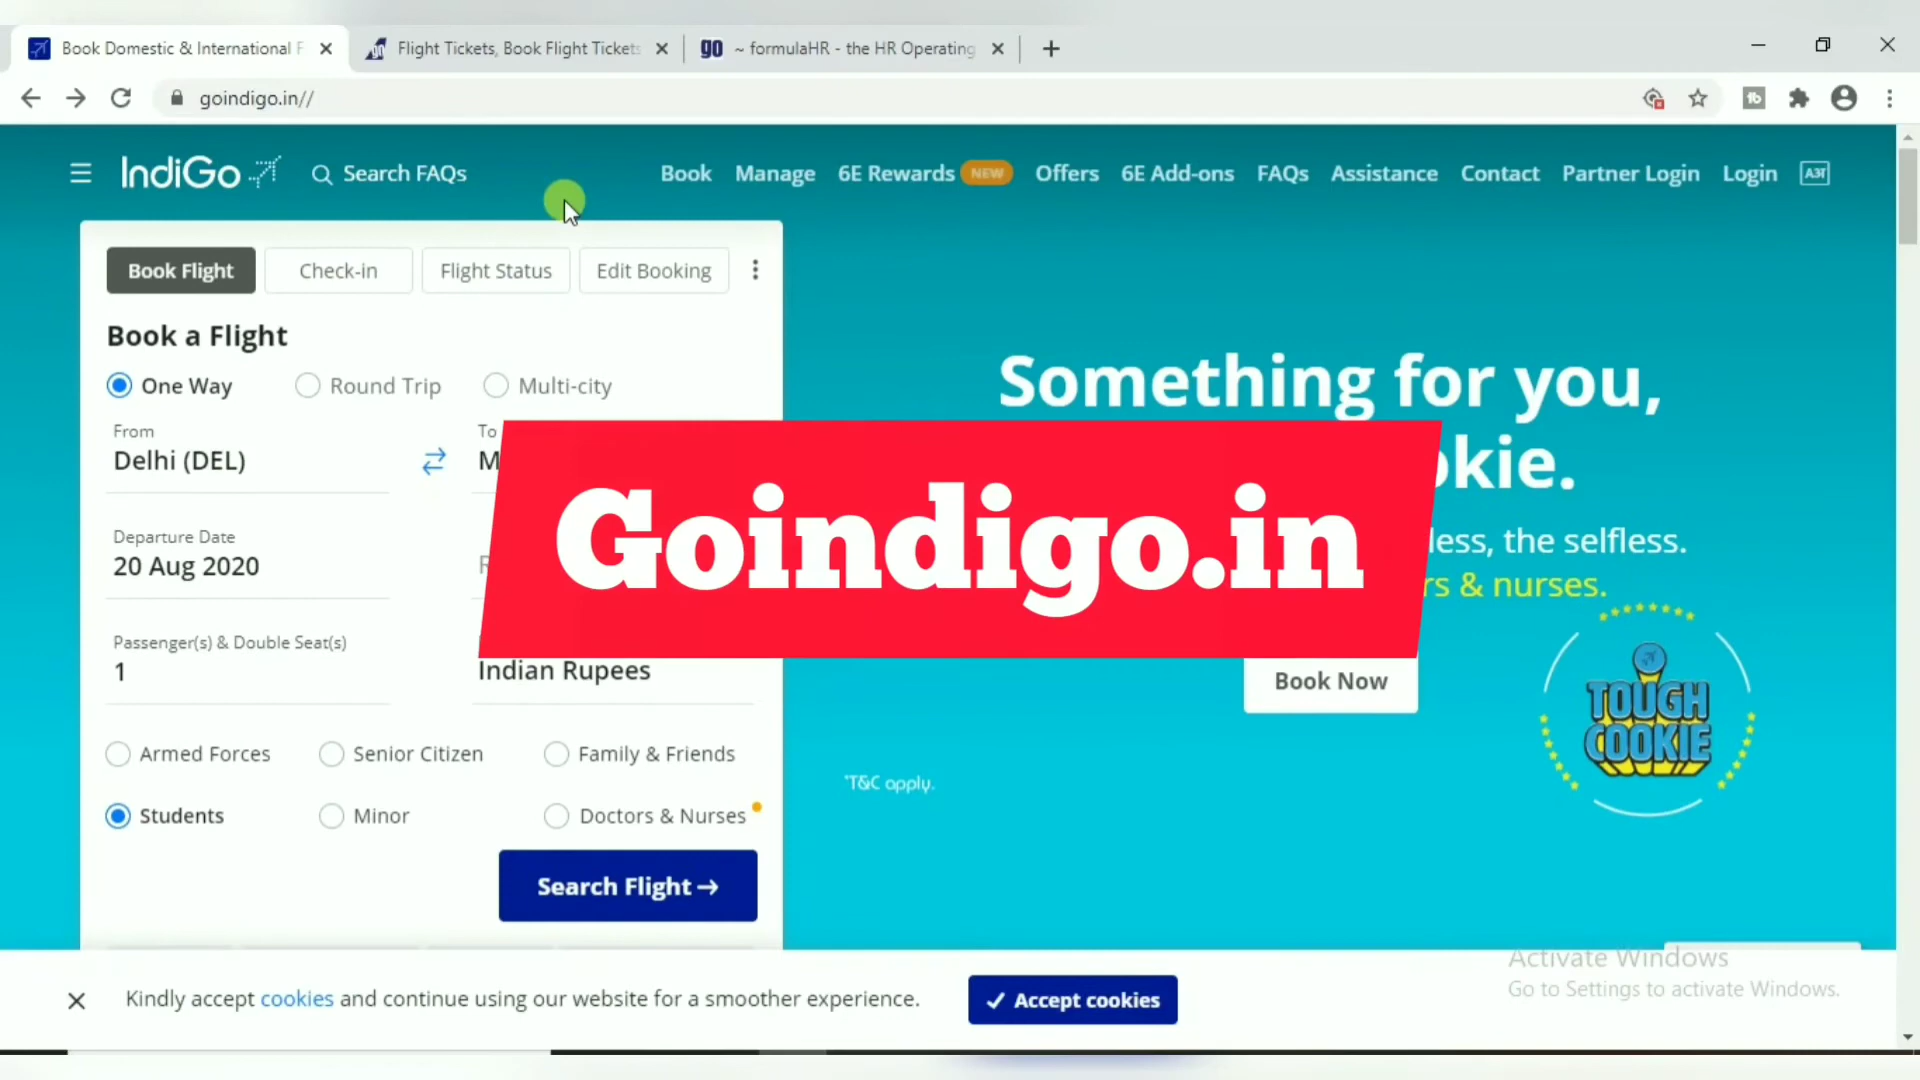 Book Domestic & International F
Flight Tickets, Book Flight Tickets
go ~ formulaHR - the HR Operating
goindigo.in//
IndiGo
Search FAQs
Book Manage 6E Rewards NEW Offers 6E Add-ons FAQs Assistance Contact Partner Login Login
Book Flight Check-in Flight Status Edit Booking
Book a Flight
One Way Round Trip Multi-city
From
Delhi (DEL)
To
M
Departure Date
20 Aug 2020
R
Passenger(s) & Double Seat(s)
1
Indian Rupees
Armed Forces Senior Citizen Family & Friends
Students Minor Doctors & Nurses
Search Flight
Something for you,
okie.
less, the selfless.
rs & nurses.
Goindigo.in
Book Now
TOUGH
COOKIE
*T&C apply.
Activate Windows
Go to Settings to activate Windows.
Kindly accept cookies and continue using our website for a smoother experience.
Accept cookies